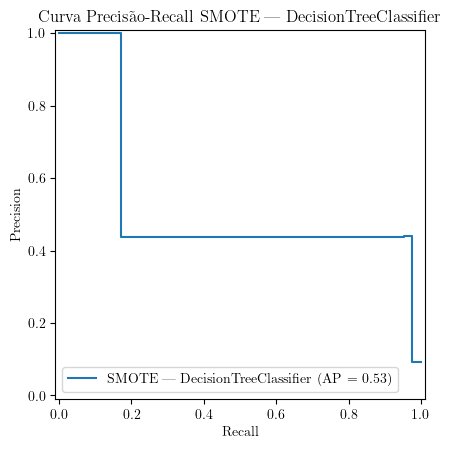 Curva Precisão-Recall SMOTE — DecisionTreeClassifier
1.0
0.8
0.6
0.4
0.2
0.0
Precision
SMOTE — DecisionTreeClassifier (AP = 0.53)
0.0 0.2 0.4 0.6 0.8 1.0
Recall